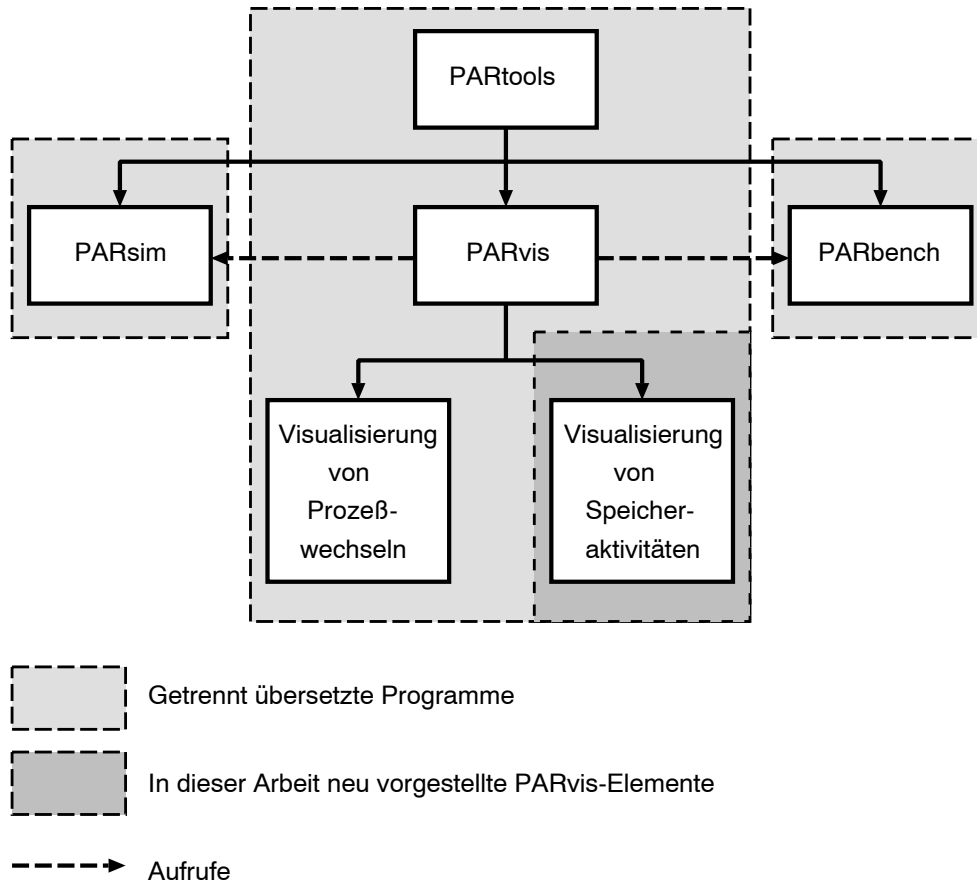 PARtools
PARsim
PARvis
PARbench
Visualisierung
von
Prozeß-
wechseln
Visualisierung
von
Speicher-
aktivitäten
Getrennt übersetzte Programme
In dieser Arbeit neu vorgestellte PARvis-Elemente
Aufrufe